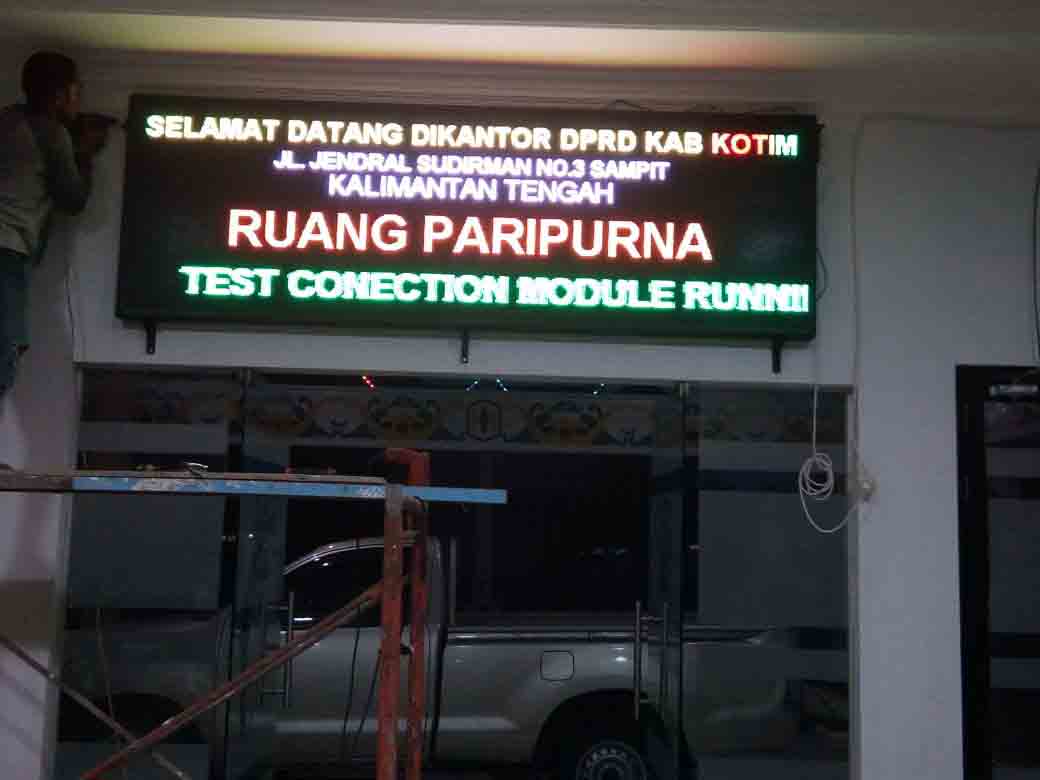 SELAMAT DATANG DIKANTOR DPRD KAB KOTIM
JL. JENDRAL SUDIRMAN NO.3 SAMPIT
KALIMANTAN TENGAH
RUANG PARIPURNA
TEST CONECTION MODULE RUNNI